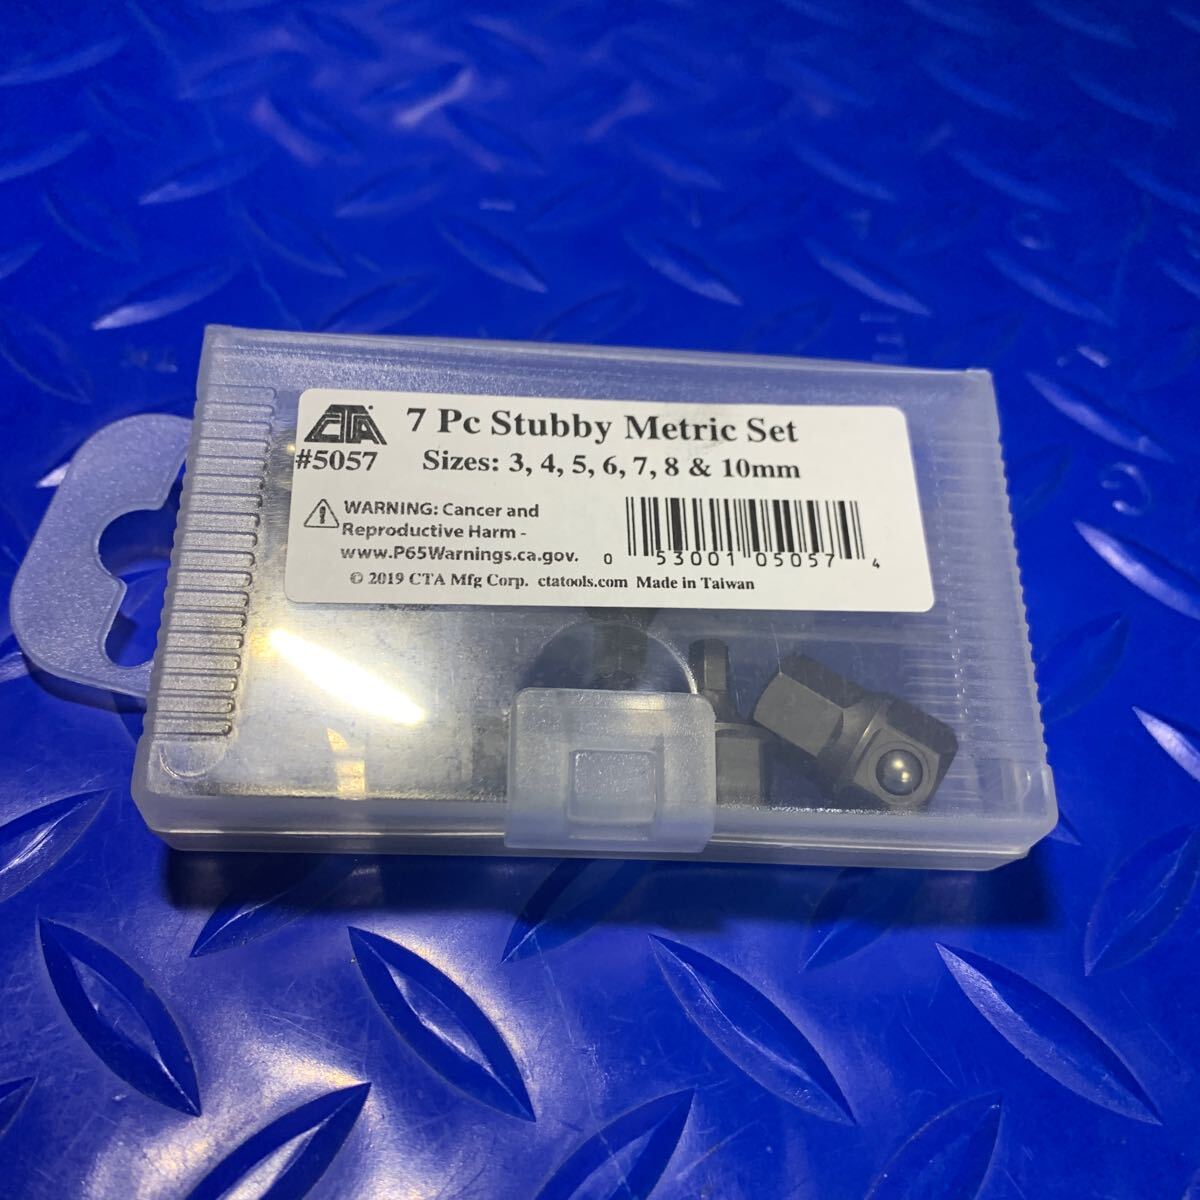 CTA
7 Pc Stubby Metric Set
#5057 Sizes: 3, 4, 5, 6, 7, 8 & 10mm
WARNING: Cancer and
Reproductive Harm -
www.P65Warnings.ca.gov.
0 53001 05057 4
© 2019 CTA Mfg Corp. ctatools.com Made in Taiwan